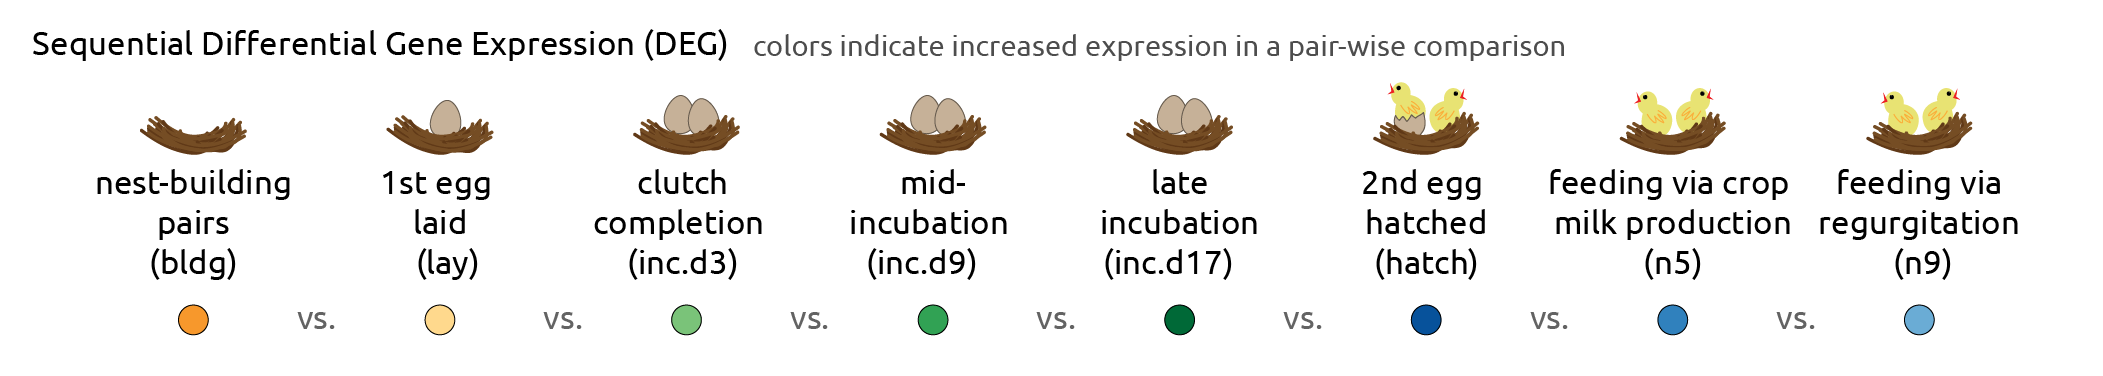 Sequential Differential Gene Expression (DEG) colors indicate increased expression in a pair-wise comparison
nest-building
pairs
(bldg)
1st egg
laid
(lay)
clutch
completion
(inc.d3)
mid-
incubation
(inc.d9)
late
incubation
(inc.d17)
2nd egg
hatched
(hatch)
feeding via crop
milk production
(n5)
feeding via
regurgitation
(n9)
vs. vs. vs. vs. vs. vs. vs.